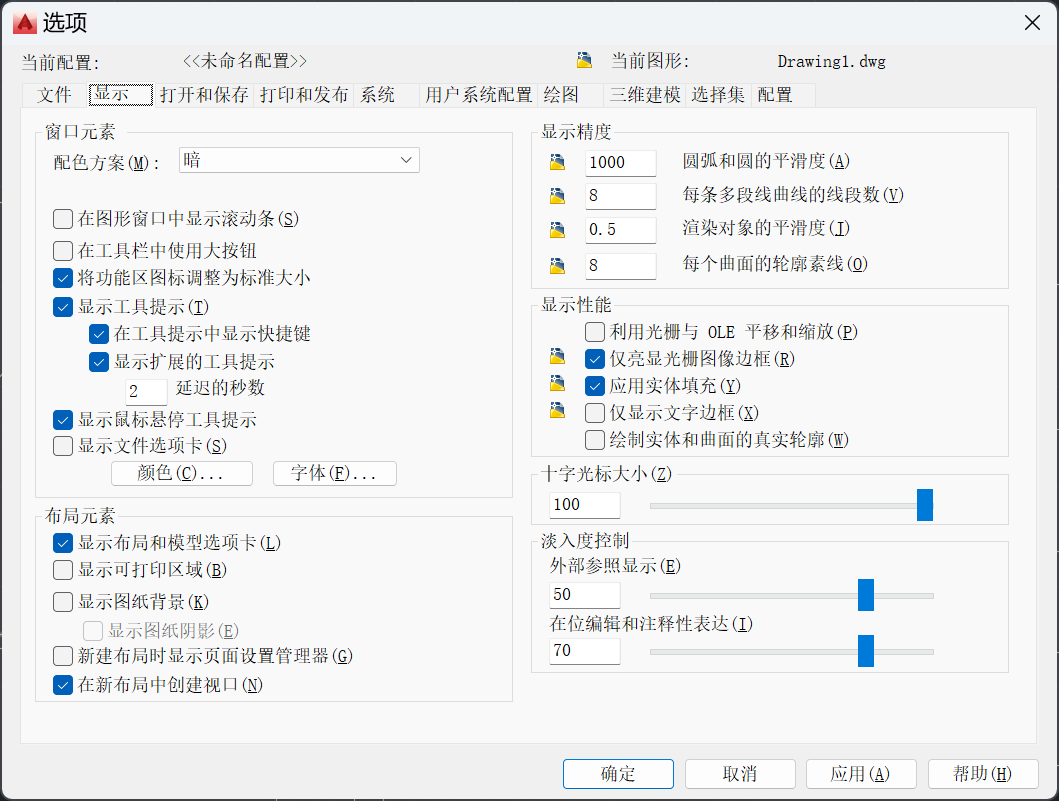 选项
当前配置: <<未命名配置>> 当前图形: Drawing1.dwg
文件 显示 打开和保存 打印和发布 系统 用户系统配置 绘图 三维建模 选择集 配置
窗口元素
配色方案(M): 暗
在图形窗口中显示滚动条(S)
在工具栏中使用大按钮
将功能区图标调整为标准大小
显示工具提示(T)
在工具提示中显示快捷键
显示扩展的工具提示
2 延迟的秒数
显示鼠标悬停工具提示
显示文件选项卡(S)
颜色(C)... 字体(F)...
布局元素
显示布局和模型选项卡(L)
显示可打印区域(B)
显示图纸背景(K)
显示图纸阴影(E)
新建布局时显示页面设置管理器(G)
在新布局中创建视口(N)
显示精度
1000 圆弧和圆的平滑度(A)
8 每条多段线曲线的线段数(V)
0.5 渲染对象的平滑度(J)
8 每个曲面的轮廓素线(O)
显示性能
利用光栅与 OLE 平移和缩放(P)
仅亮显光栅图像边框(R)
应用实体填充(Y)
仅显示文字边框(X)
绘制实体和曲面的真实轮廓(W)
十字光标大小(Z)
100
淡入度控制
外部参照显示(E)
50
在位编辑和注释性表达(I)
70
确定 取消 应用(A) 帮助(H)